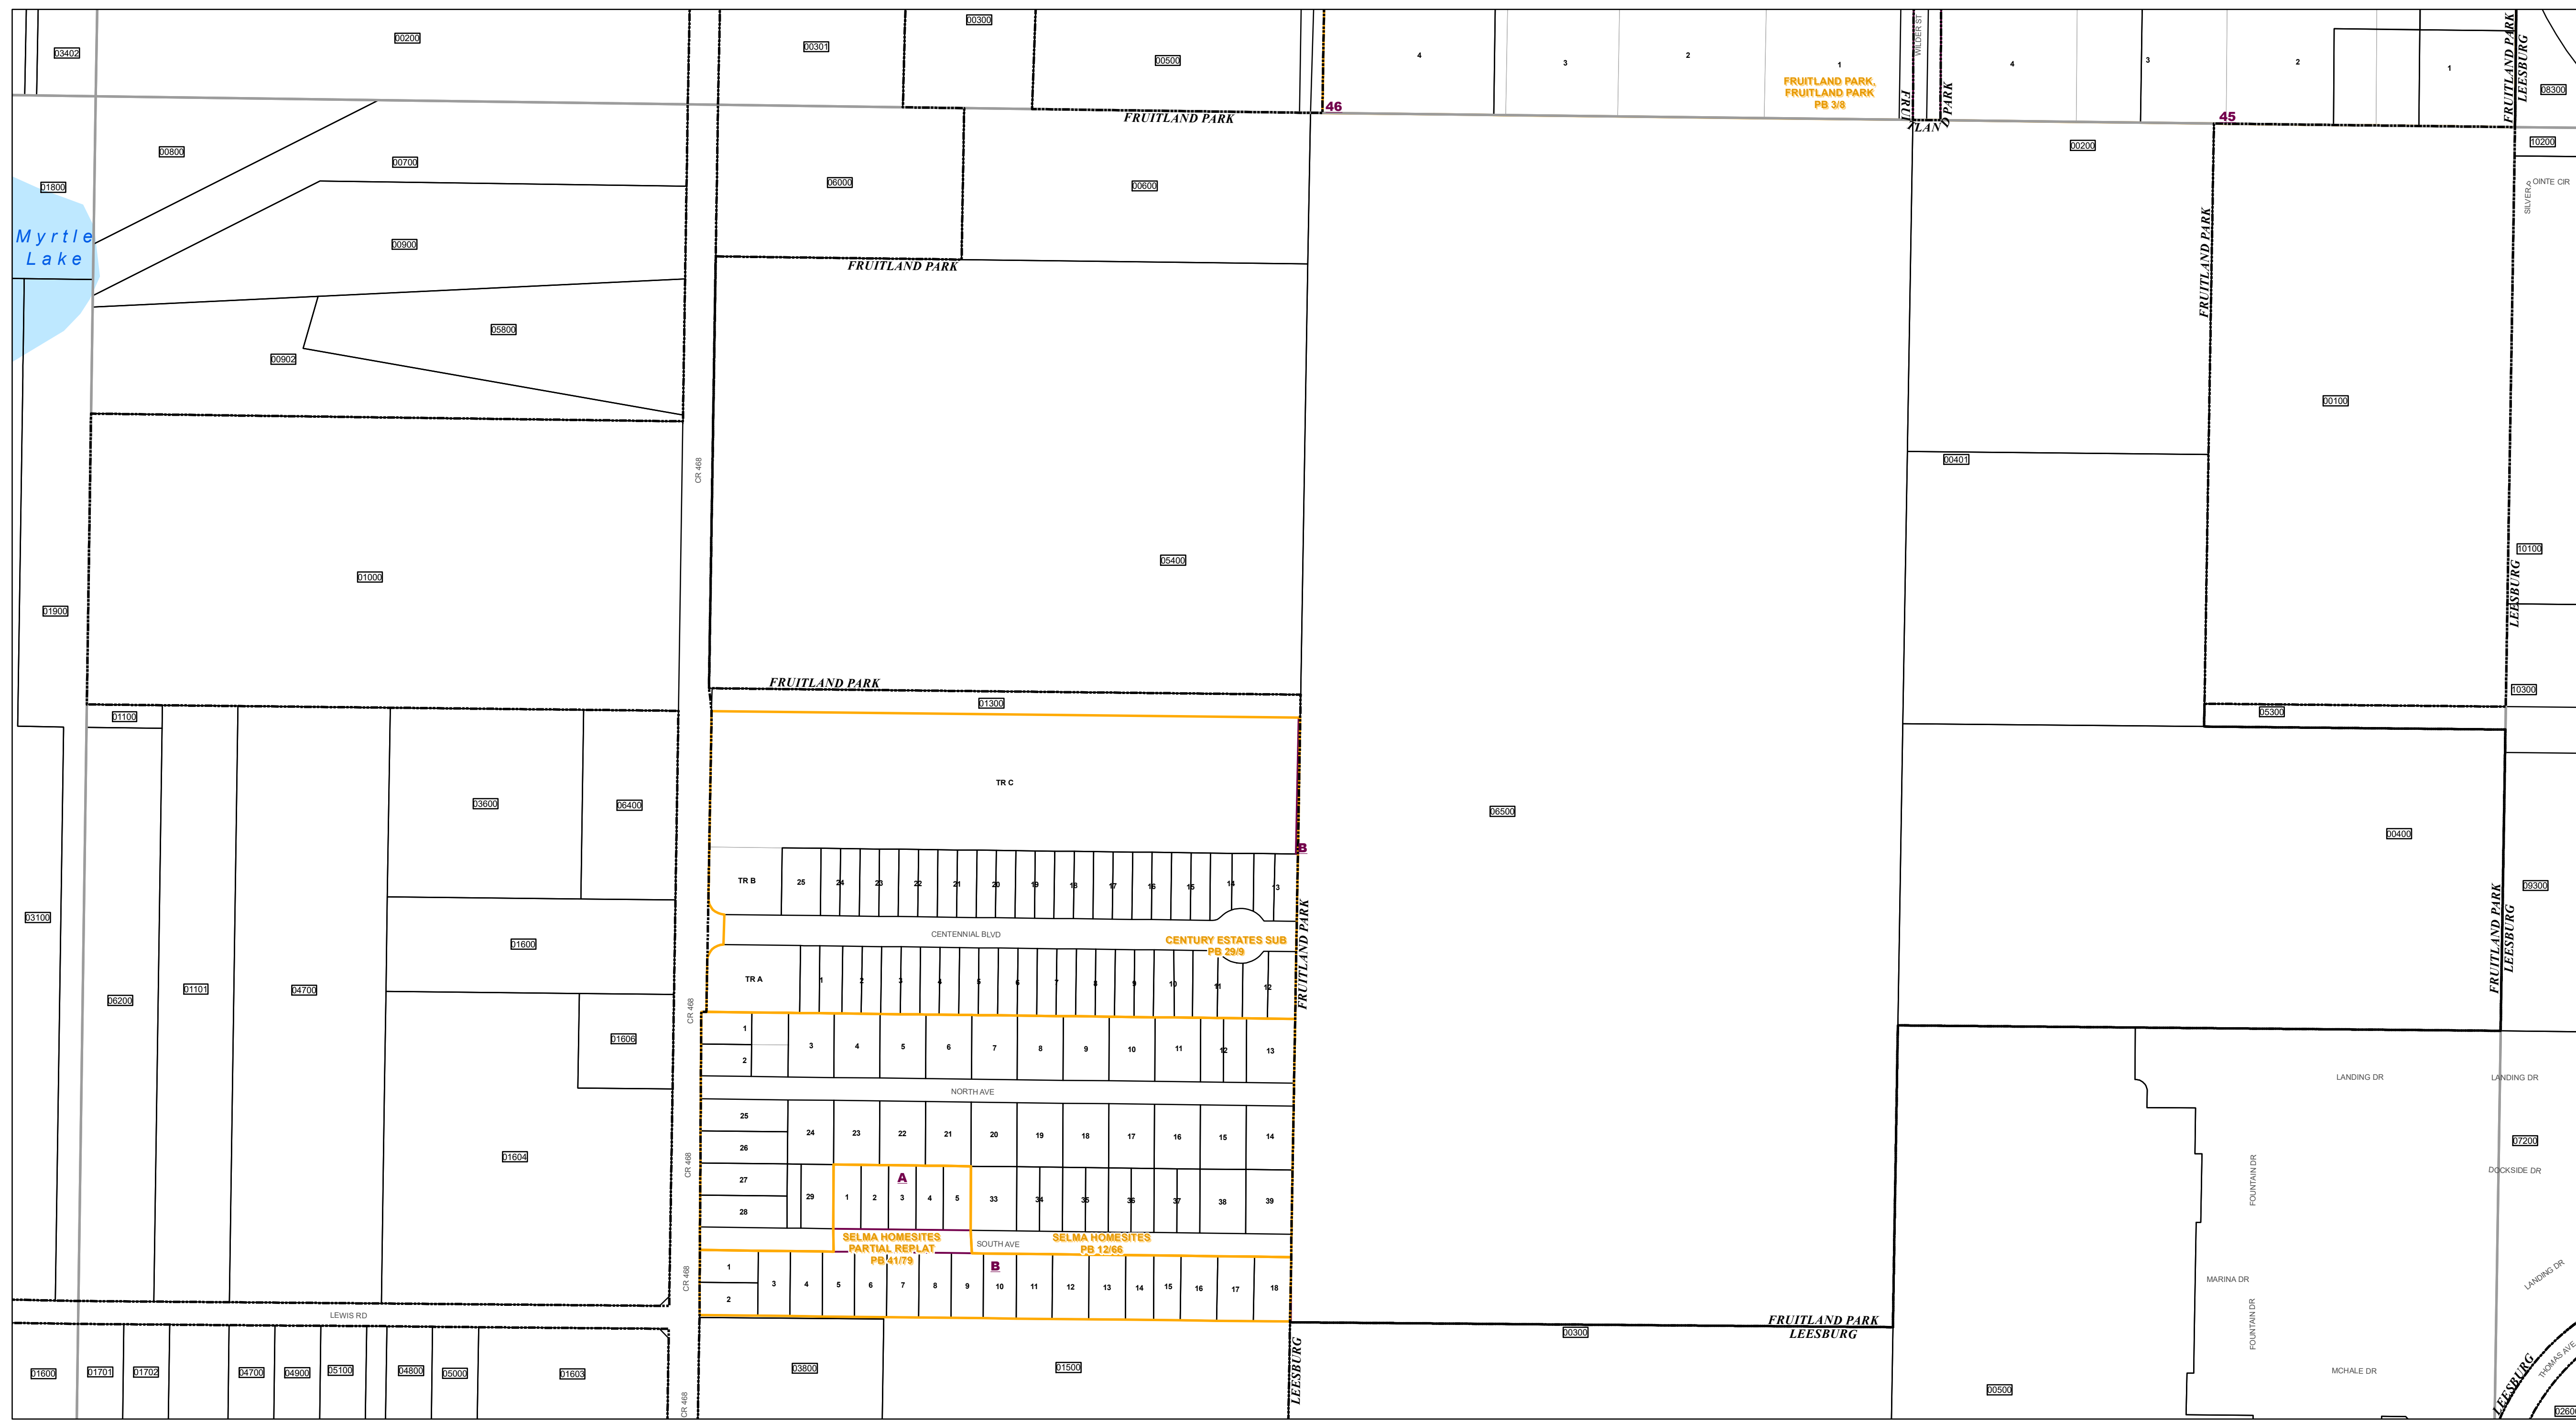 03402
00200
00301
00300
00500
4
3
2
1
WILDER ST
4
3
2
1
FRUITLAND PARK
LEESBURG
08300
FRUITLAND PARK,
FRUITLAND PARK
PB 3/8
46
FRUITLAND PARK
FRUITLAND PARK
45
00800
00700
01800
06000
00600
00200
10200
SILVER POINTE CIR
Myrtle
Lake
00900
FRUITLAND PARK
FRUITLAND PARK
05800
00902
00100
CR 468
00401
05400
01000
10100
LEESBURG
01900
FRUITLAND PARK
01300
10300
01100
05300
TR C
03600
06400
06500
00400
B
TR B
25
24
23
22
21
20
19
18
17
16
15
14
13
09300
03100
01600
CENTENNIAL BLVD
CENTURY ESTATES SUB
PB 29/9
FRUITLAND PARK
FRUITLAND PARK
LEESBURG
06200
01101
04700
TR A
1
2
3
4
5
6
7
8
9
10
11
12
CR 468
01606
1
2
3
4
5
6
7
8
9
10
11
12
13
NORTH AVE
LANDING DR
LANDING DR
25
26
24
23
22
21
20
19
18
17
16
15
14
01604
CR 468
07200
DOCKSIDE DR
FOUNTAIN DR
27
28
29
A
1
2
3
4
5
33
34
35
36
37
38
39
SELMA HOMESITES
PARTIAL REPLAT
PB 41/79
SOUTH AVE
SELMA HOMESITES
PB 12/66
B
CR 468
1
2
3
4
5
6
7
8
9
10
11
12
13
14
15
16
17
18
MARINA DR
LANDING DR
FOUNTAIN DR
LEWIS RD
FRUITLAND PARK
LEESBURG
00300
01600
01701
01702
04700
04900
05100
04800
05000
01603
CR 468
03800
01500
LEESBURG
00500
MCHALE DR
LEESBURG
THOMAS AVE